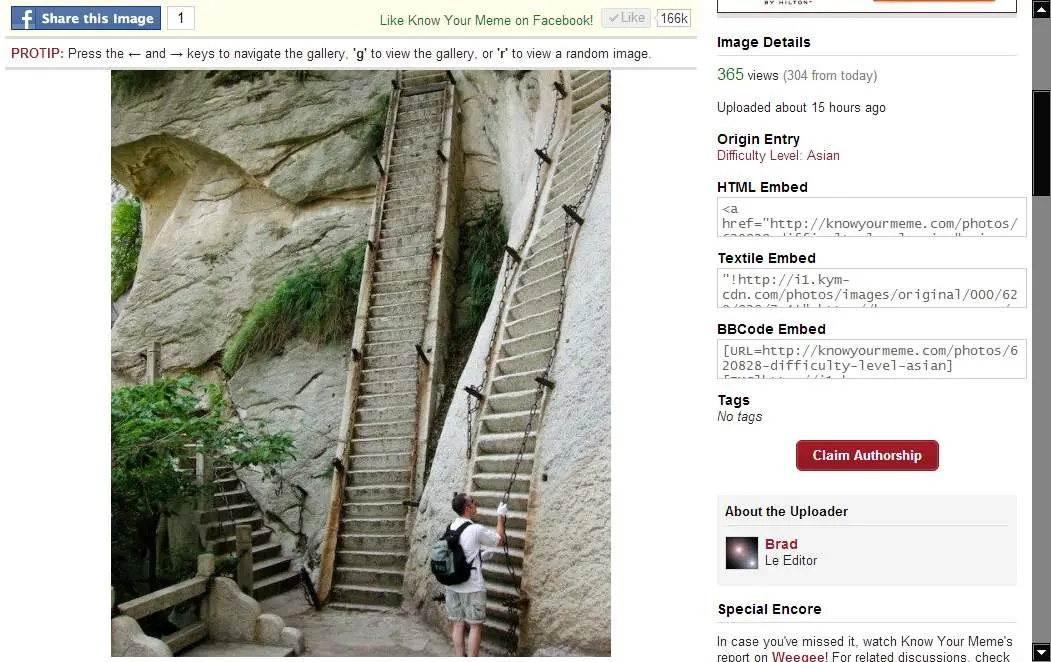 Share this Image
1
Like Know Your Meme on Facebook!
Like
166k
PROTIP: Press the ← and → keys to navigate the gallery, 'g' to view the gallery, or 'r' to view a random image.
BY HILTON
Image Details
365 views (304 from today)
Uploaded about 15 hours ago
Origin Entry
Difficulty Level: Asian
HTML Embed
<a
href="http://knowyourmeme.com/photos/
Textile Embed
"!http://i1.kym-
cdn.com/photos/images/original/000/62
BBCode Embed
[URL=http://knowyourmeme.com/photos/6
20828-difficulty-level-asian]
Tags
No tags
Claim Authorship
About the Uploader
Brad
Le Editor
Special Encore
In case you've missed it, watch Know Your Meme's
report on Weegee! For related discussions, check